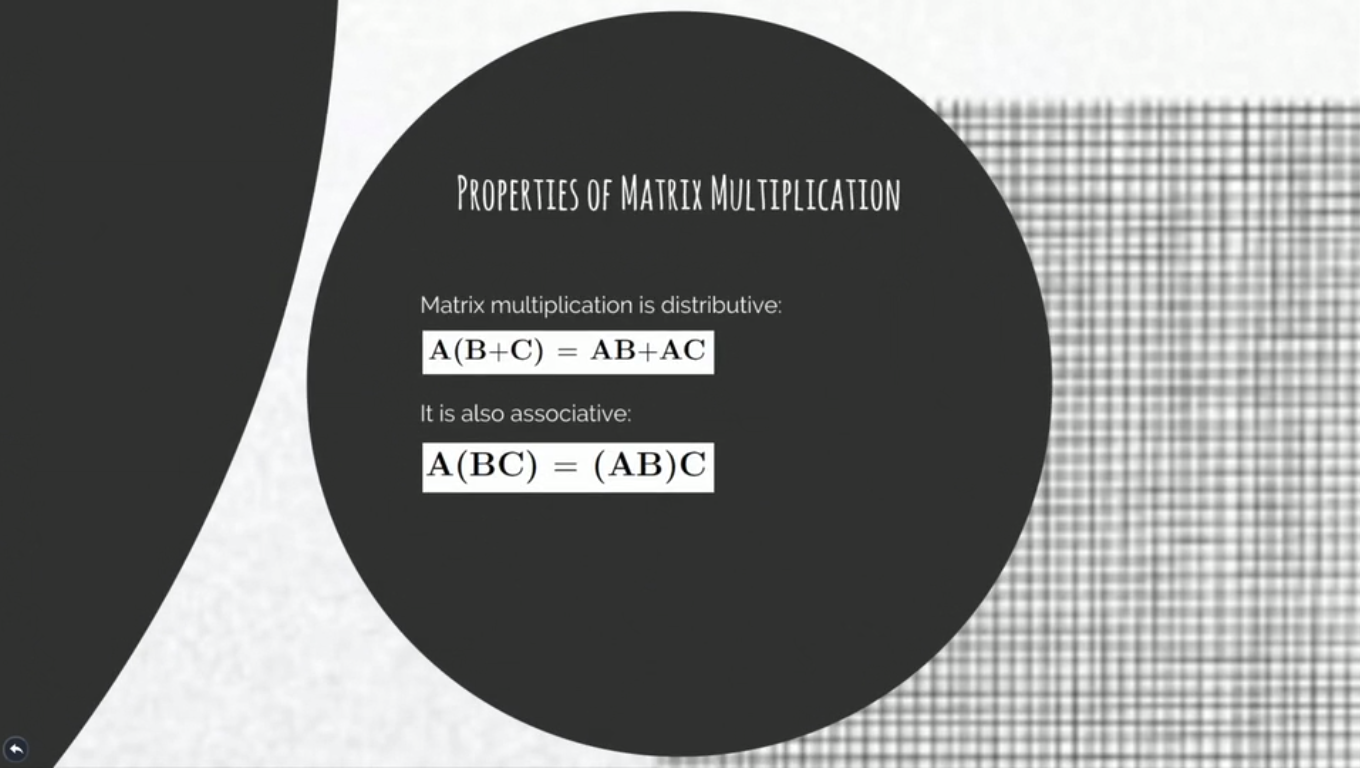 Properties of Matrix Multiplication
Matrix multiplication is distributive:
A(B+C) = AB+AC
It is also associative:
A(BC) = (AB)C